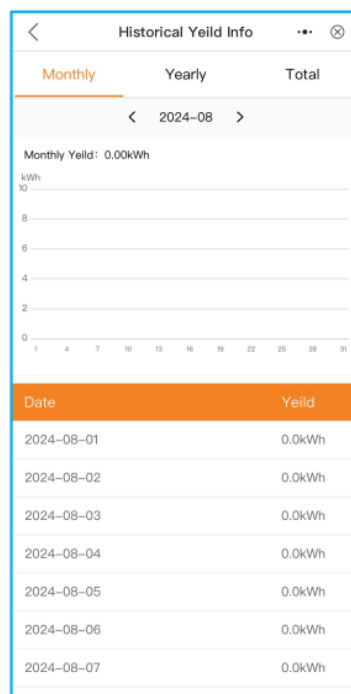 Historical Yeild Info
Monthly Yearly Total
2024-08
Monthly Yeild: 0.00kWh
kWh
10
8
6
4
2
0
1 4 7 10 13 16 19 22 25 28 31
Date Yeild
2024-08-01 0.0kWh
2024-08-02 0.0kWh
2024-08-03 0.0kWh
2024-08-04 0.0kWh
2024-08-05 0.0kWh
2024-08-06 0.0kWh
2024-08-07 0.0kWh